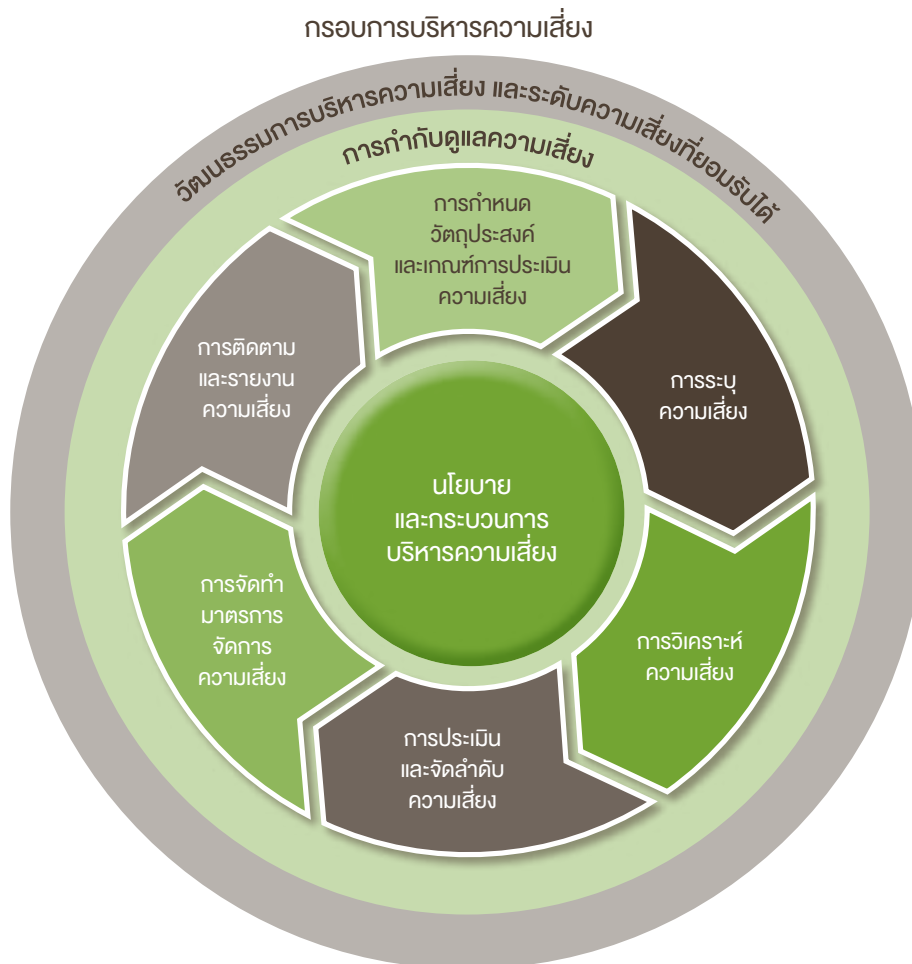 กรอบการบริหารความเสี่ยง
วัฒนธรรมการบริหารความเสี่ยง และระดับความเสี่ยงที่ยอมรับได้
การกำกับดูแลความเสี่ยง
การกำหนด
วัตถุประสงค์
และเกณฑ์การประเมิน
ความเสี่ยง
การระบุ
ความเสี่ยง
การวิเคราะห์
ความเสี่ยง
การประเมิน
และจัดลำดับ
ความเสี่ยง
การจัดทำ
มาตรการ
จัดการ
ความเสี่ยง
การติดตาม
และรายงาน
ความเสี่ยง
นโยบาย
และกระบวนการ
บริหารความเสี่ยง